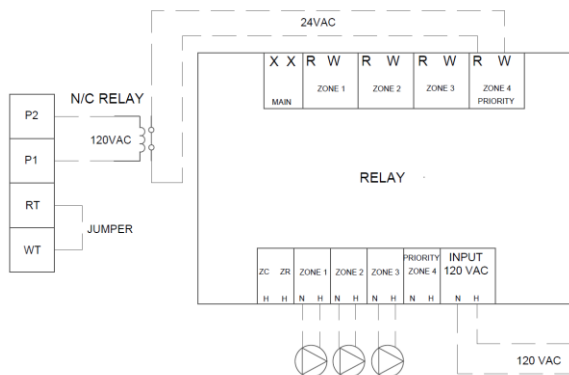 24VAC
X X R W R W R W R W
MAIN ZONE 1 ZONE 2 ZONE 3 ZONE 4
PRIORITY
N/C RELAY
P2
120VAC
P1
RT
JUMPER
WT
RELAY
ZC ZR ZONE 1 ZONE 2 ZONE 3 PRIORITY
ZONE 4 INPUT
120 VAC
H H N H N H N H N H N H
120 VAC